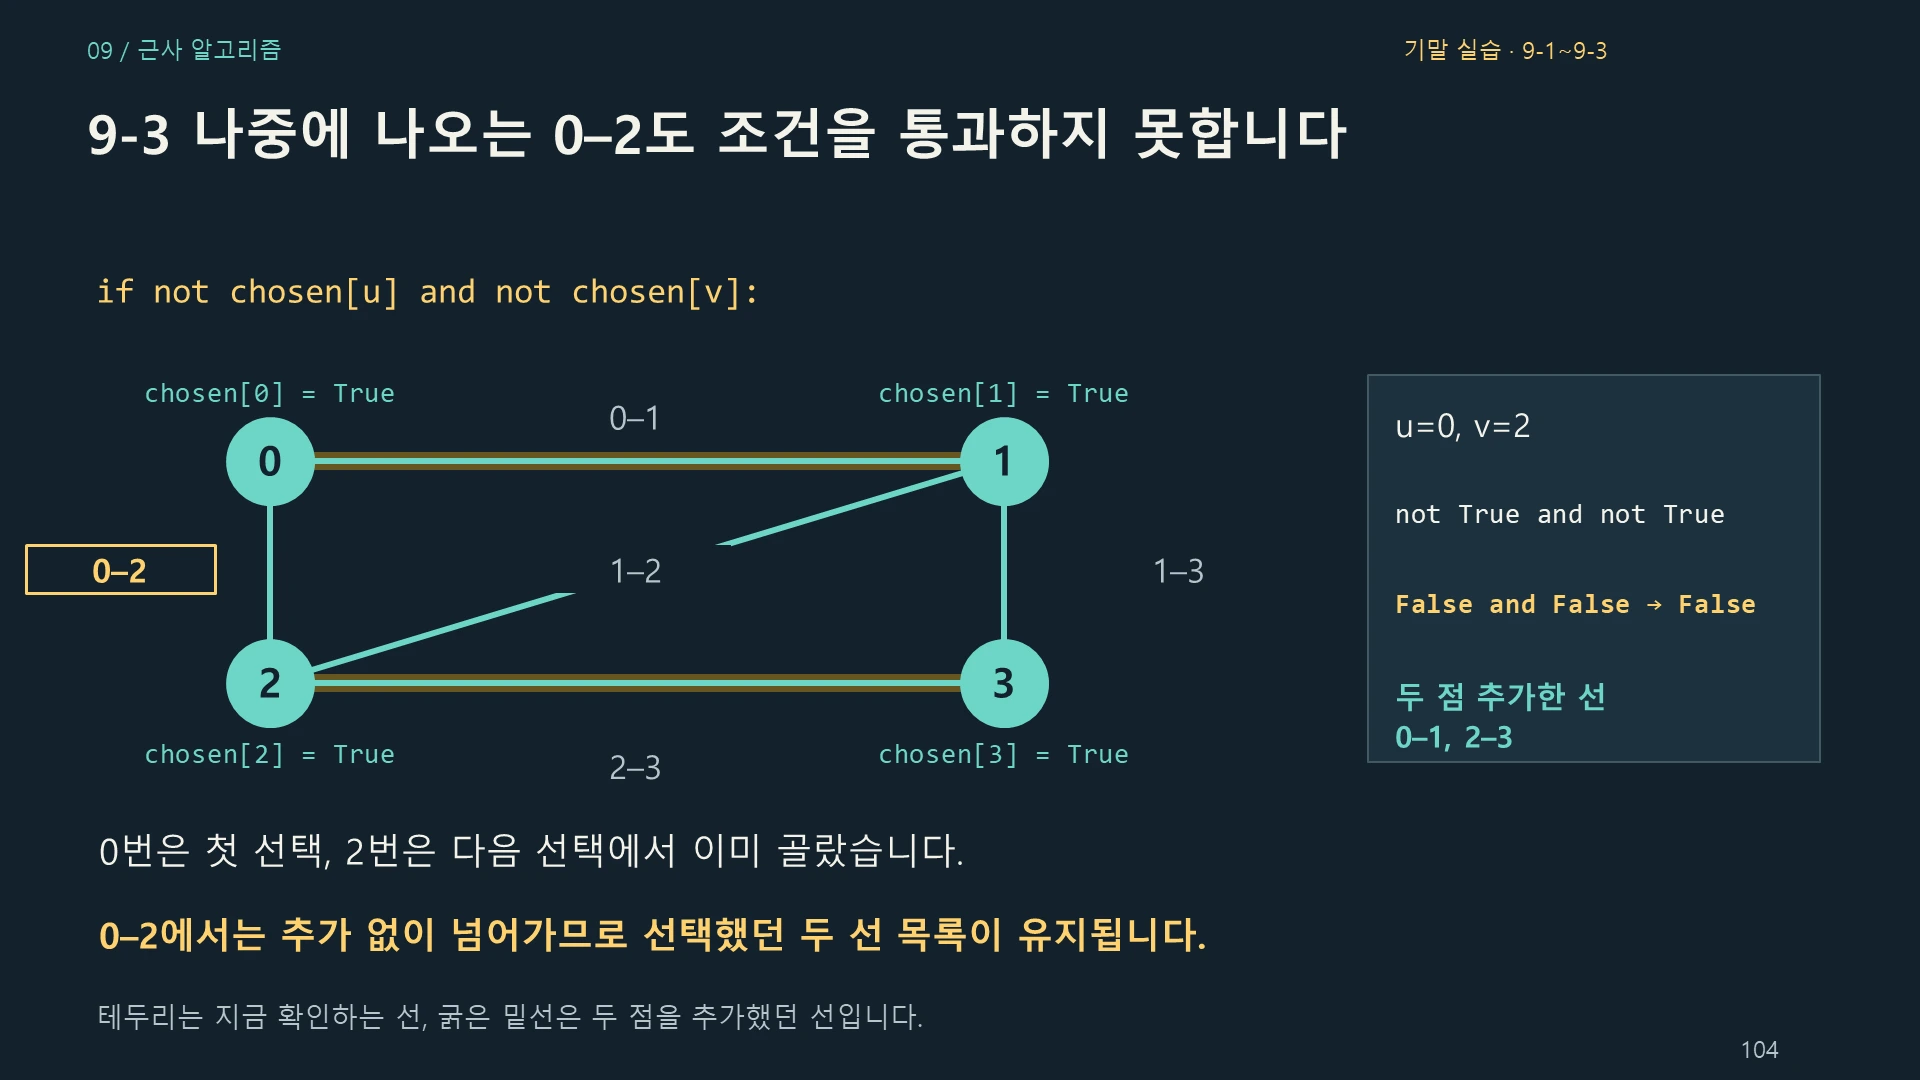 09 / 근사 알고리즘
기말 실습 · 9-1~9-3
9-3 나중에 나오는 0–2도 조건을 통과하지 못합니다
if not chosen[u] and not chosen[v]:
chosen[0] = True
chosen[1] = True
0–1
0
1
0–2
1–2
1–3
2
3
chosen[2] = True
chosen[3] = True
2–3
u=0, v=2
not True and not True
False and False → False
두 점 추가한 선
0–1, 2–3
0번은 첫 선택, 2번은 다음 선택에서 이미 골랐습니다.
0–2에서는 추가 없이 넘어가므로 선택했던 두 선 목록이 유지됩니다.
테두리는 지금 확인하는 선, 굵은 밑선은 두 점을 추가했던 선입니다.
104